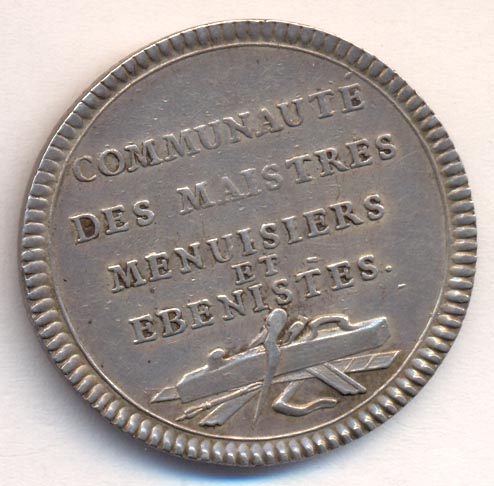 COMMUNAUTE
DES MAISTRES
MENUISIERS
ET
EBENISTES.